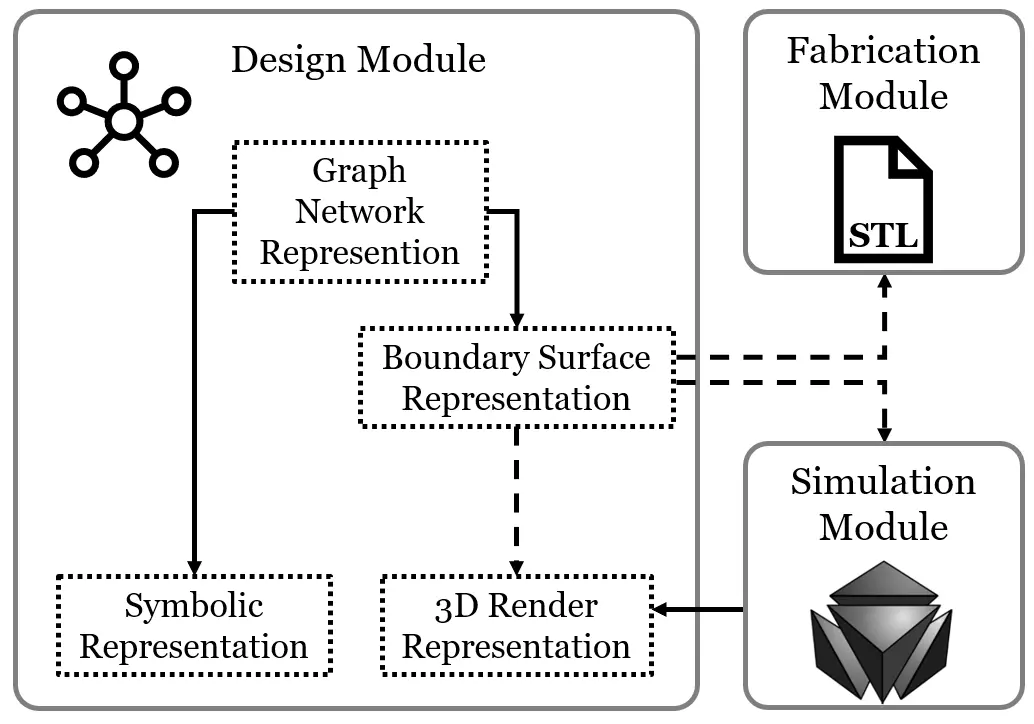 Design Module
Graph
Network
Represention
Boundary Surface
Representation
Symbolic
Representation
3D Render
Representation
Fabrication
Module
STL
Simulation
Module